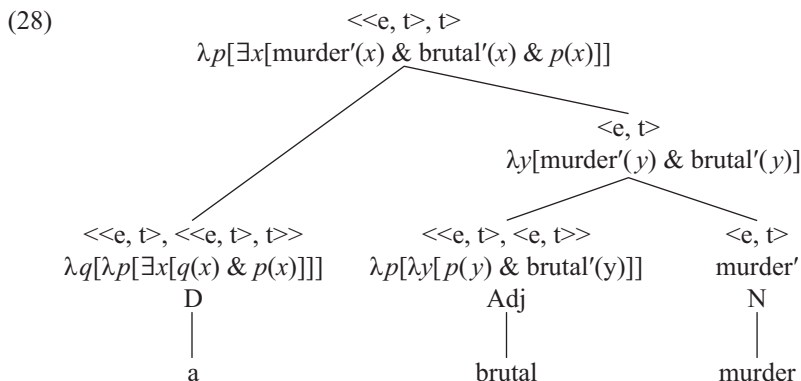 (28)
<<e, t>, t>
λp[∃x[murder′(x) & brutal′(x) & p(x)]]
<e, t>
λy[murder′(y) & brutal′(y)]
<<e, t>, <<e, t>, t>> <<e, t>, <e, t>> <e, t>
λq[λp[∃x[q(x) & p(x)]]] λp[λy[p(y) & brutal′(y)]] murder′
D Adj N
a brutal murder